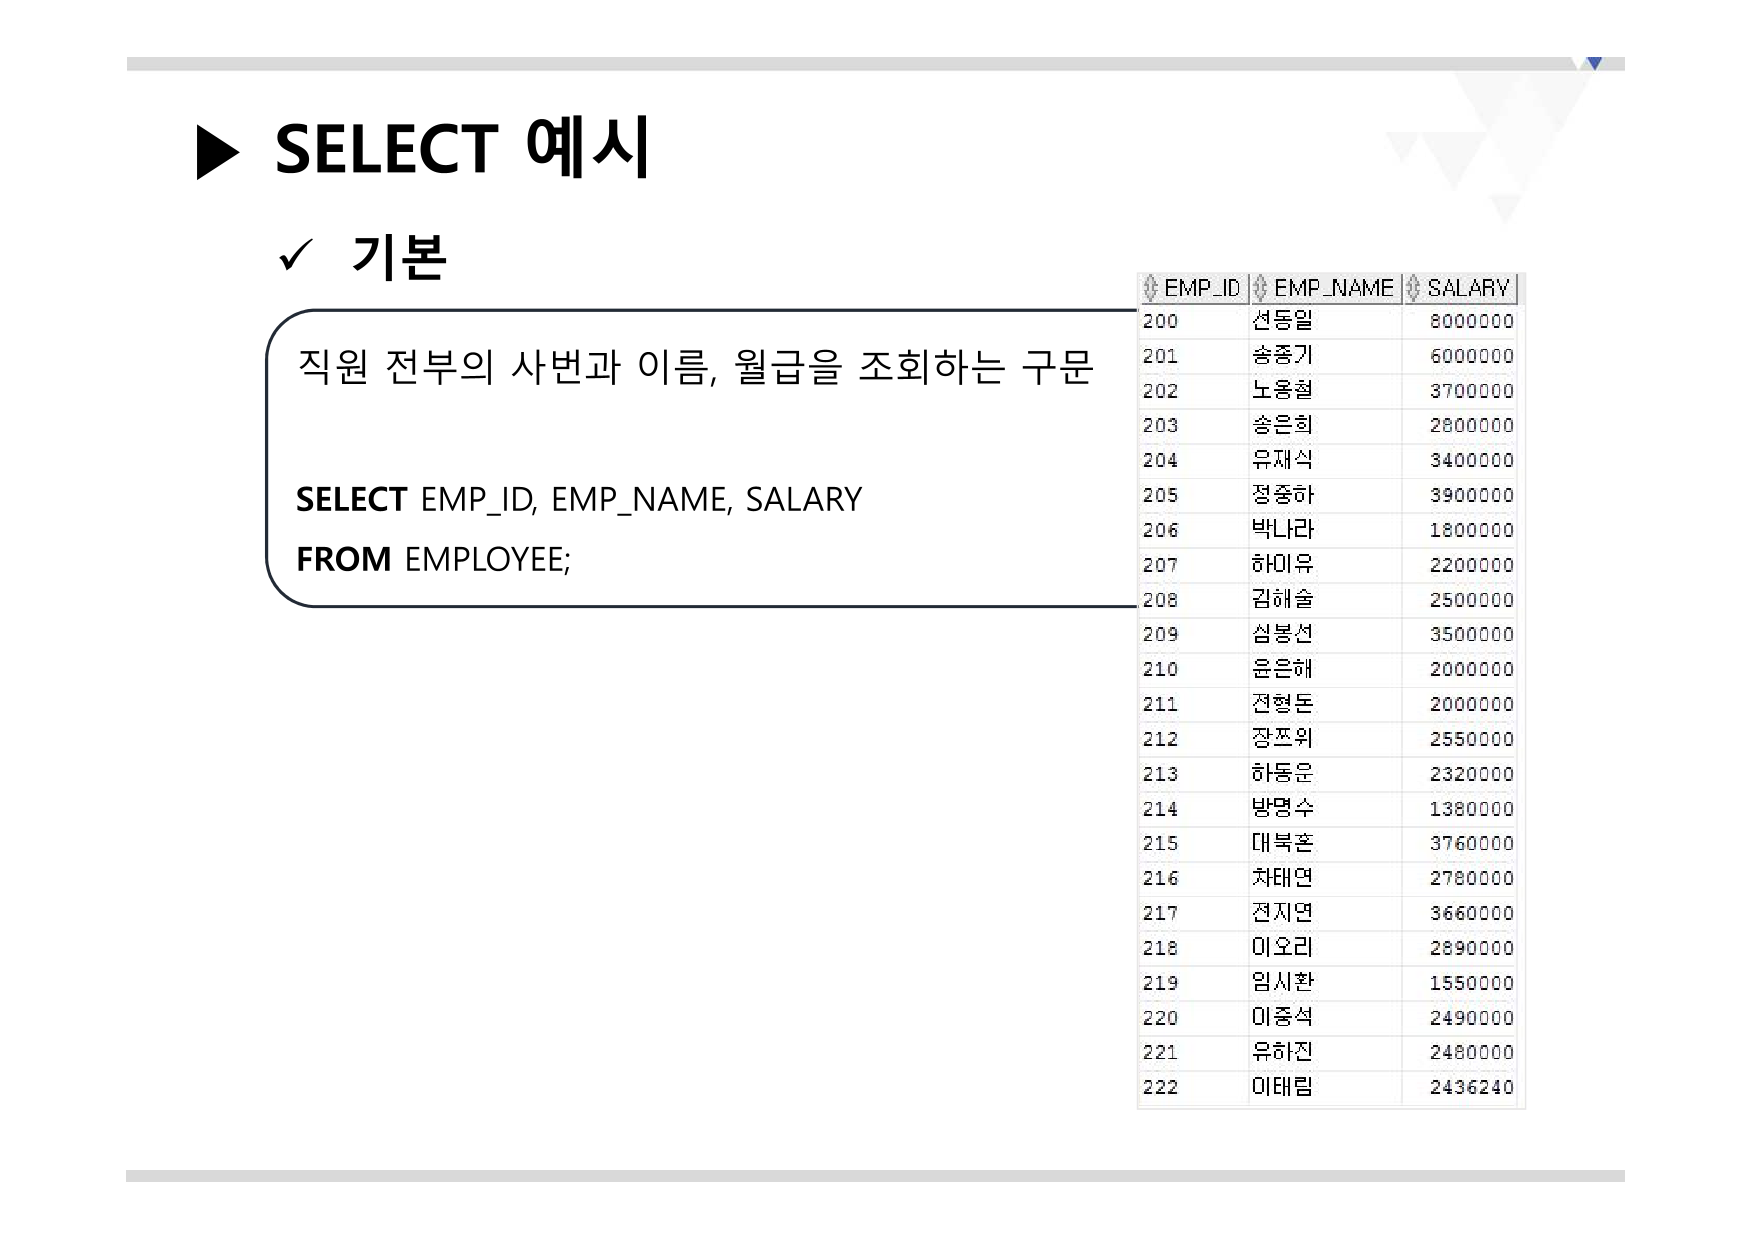 ▶ SELECT 예시
✓ 기본
직원 전부의 사번과 이름, 월급을 조회하는 구문
SELECT EMP_ID, EMP_NAME, SALARY
FROM EMPLOYEE;
EMP_ID EMP_NAME SALARY
200 선동일 8000000
201 송종기 6000000
202 노옹철 3700000
203 송은희 2800000
204 유재식 3400000
205 정중하 3900000
206 박나라 1800000
207 하이유 2200000
208 김해술 2500000
209 심봉선 3500000
210 윤은해 2000000
211 전형돈 2000000
212 장쯔위 2550000
213 하동운 2320000
214 방명수 1380000
215 대북혼 3760000
216 차태연 2780000
217 전지연 3660000
218 이오리 2890000
219 임시환 1550000
220 이중석 2490000
221 유하진 2480000
222 이태림 2436240